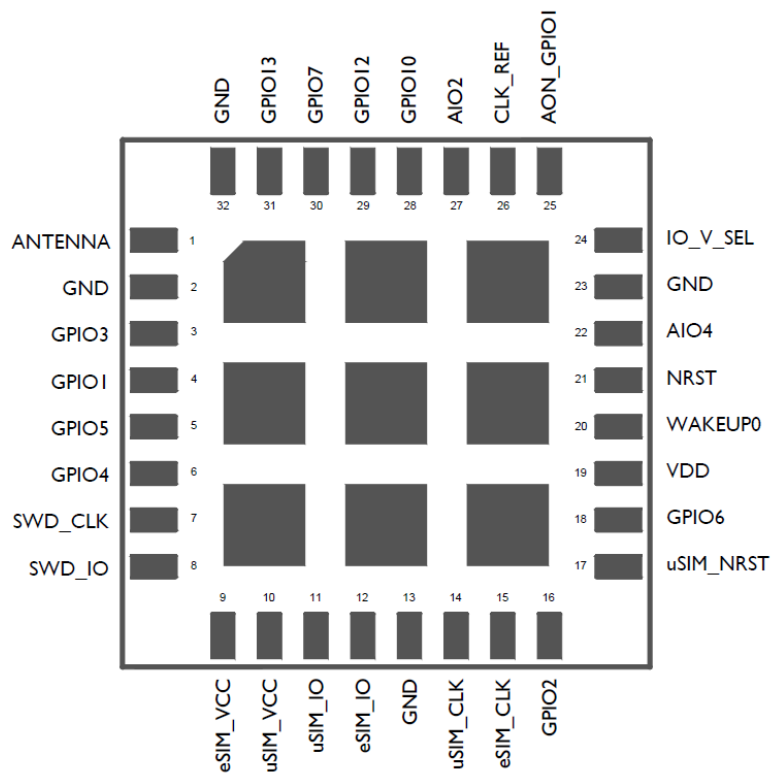 GND
GPIO13
GPIO7
GPIO12
GPIO10
AIO2
CLK_REF
AON_GPIO1
32
31
30
29
28
27
26
25
ANTENNA 1
GND 2
GPIO3 3
GPIO1 4
GPIO5 5
GPIO4 6
SWD_CLK 7
SWD_IO 8
24 IO_V_SEL
23 GND
22 AIO4
21 NRST
20 WAKEUP0
19 VDD
18 GPIO6
17 uSIM_NRST
9
10
11
12
13
14
15
16
eSIM_VCC
uSIM_VCC
uSIM_IO
eSIM_IO
GND
uSIM_CLK
eSIM_CLK
GPIO2